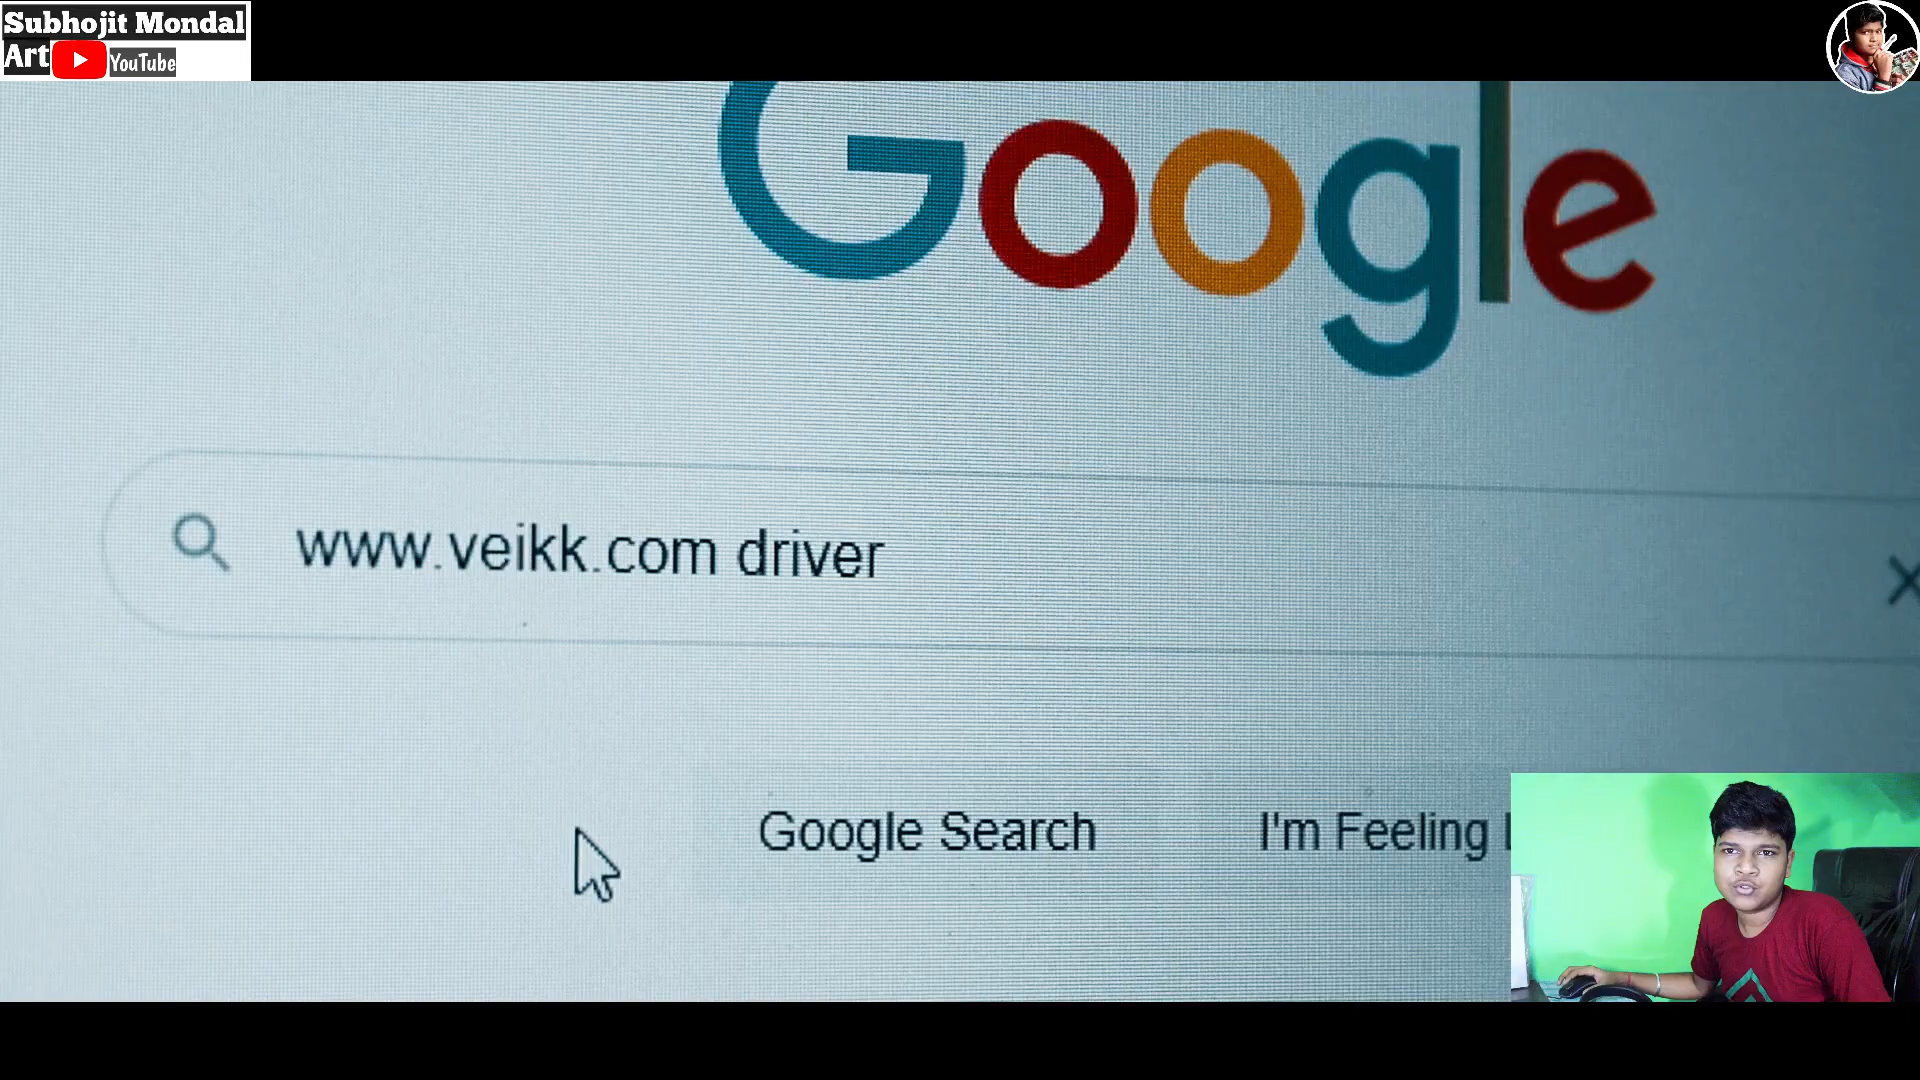 Subhojit Mondal
Art YouTube
Google
www.veikk.com driver
Google Search
I'm Feeling